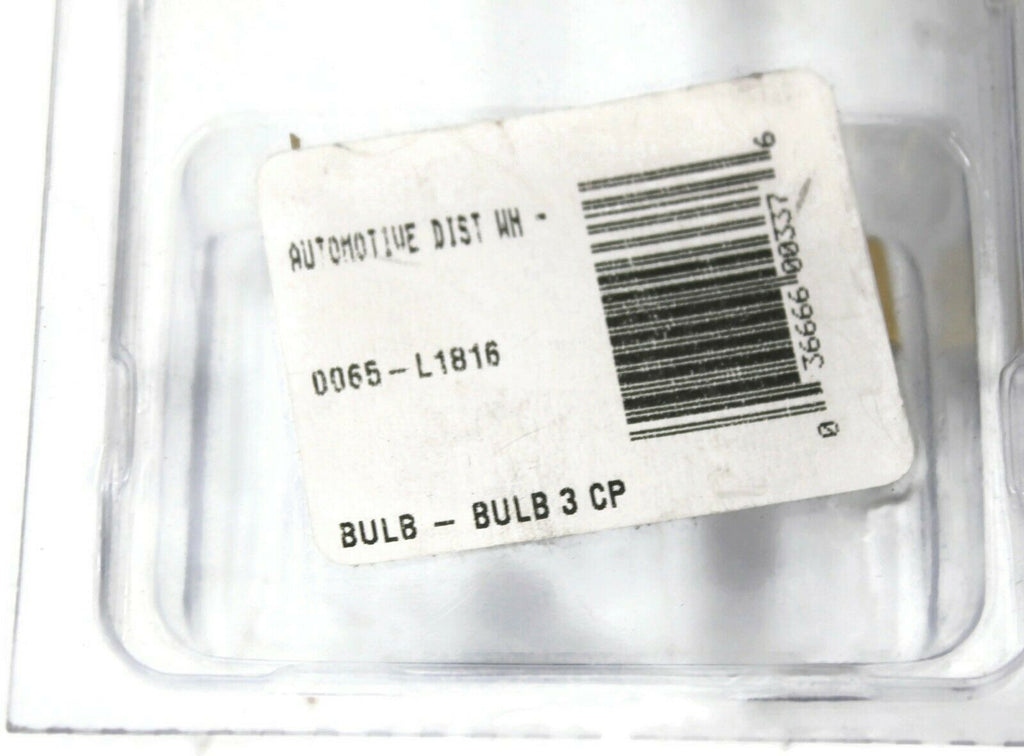 AUTOMOTIVE DIST WH -
0065-L1816
BULB - BULB 3 CP
0 36666 00337 6